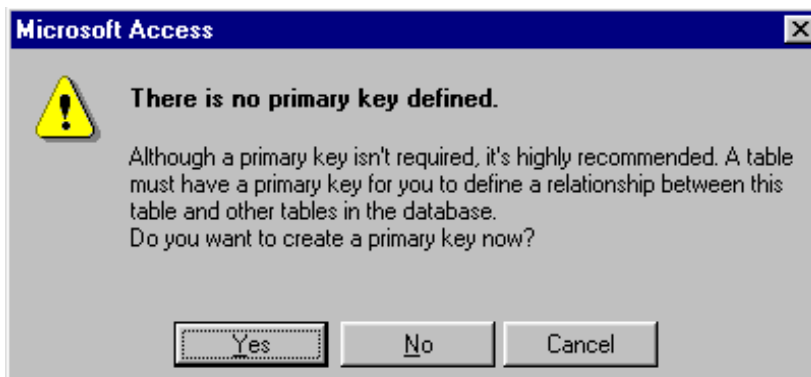 Microsoft Access
There is no primary key defined.
Although a primary key isn't required, it's highly recommended. A table
must have a primary key for you to define a relationship between this
table and other tables in the database.
Do you want to create a primary key now?
Yes No Cancel